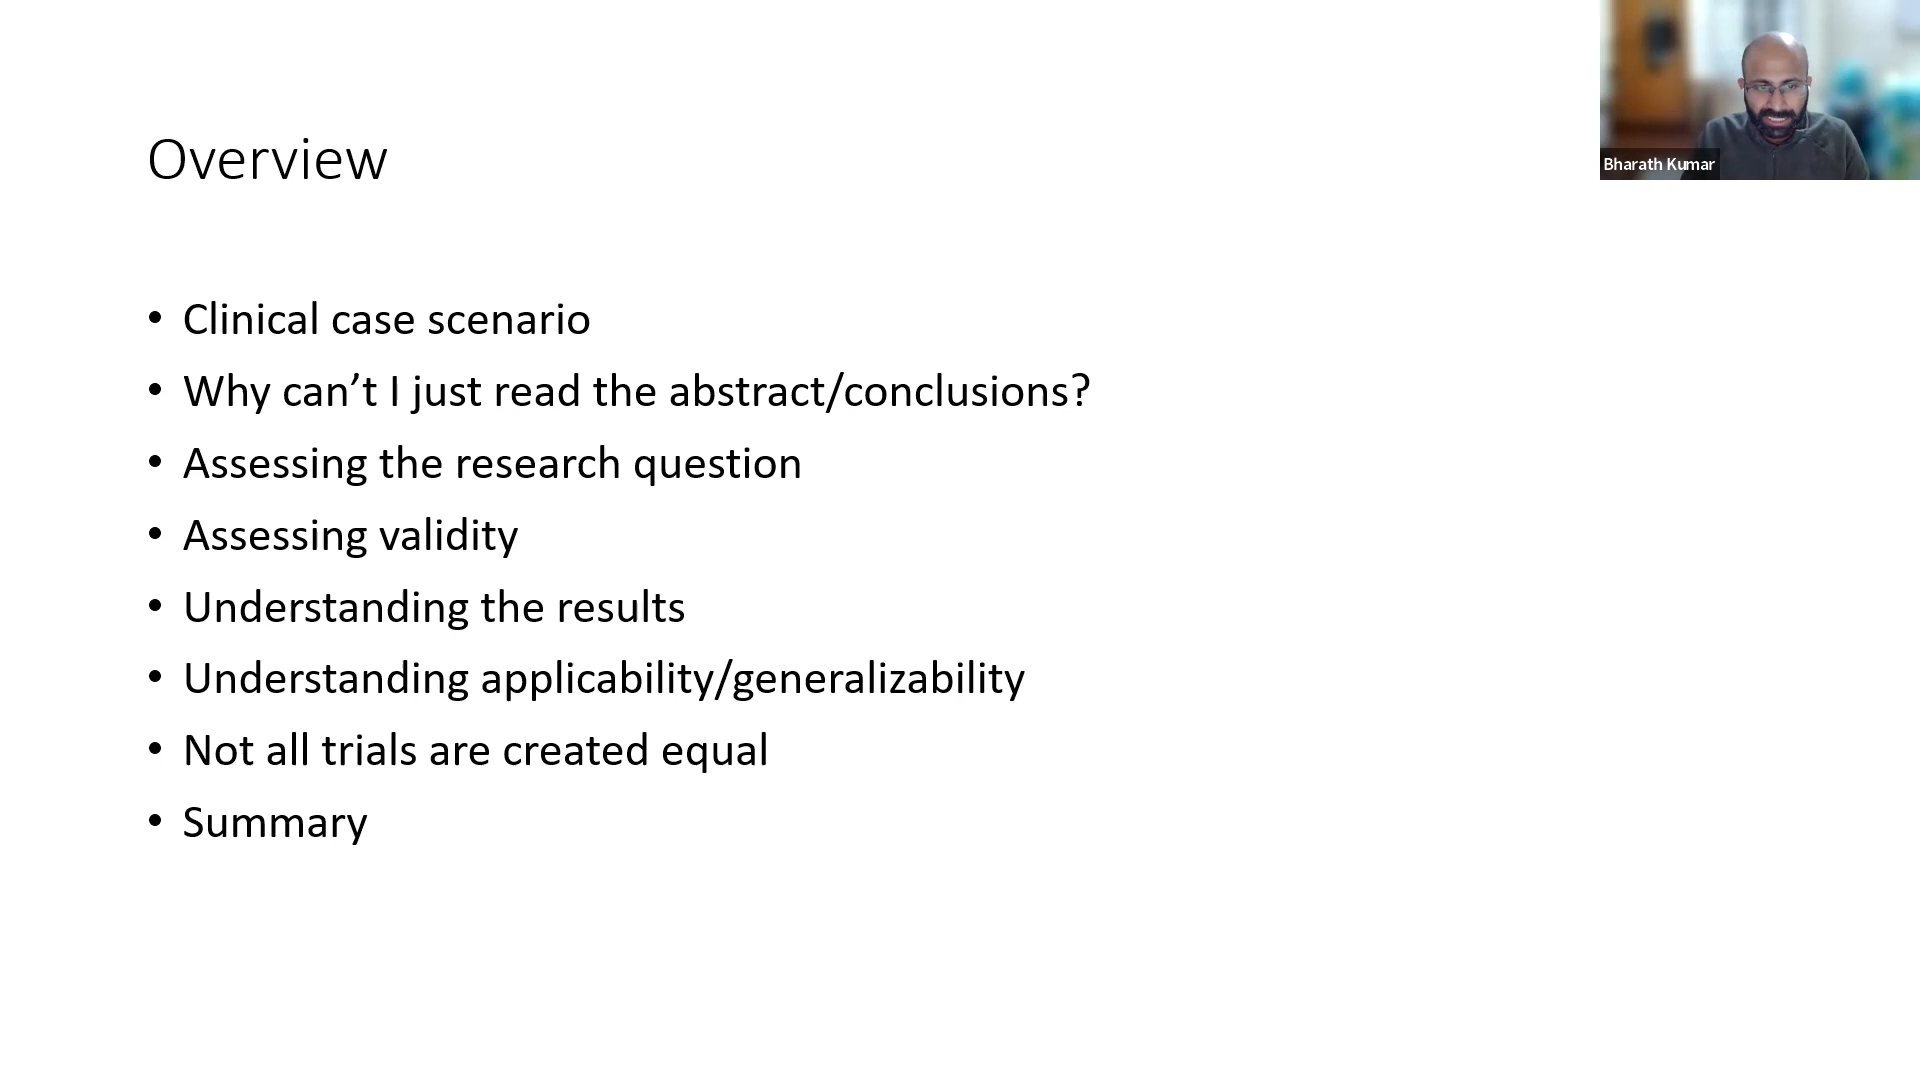 Overview
• Clinical case scenario
• Why can’t I just read the abstract/conclusions?
• Assessing the research question
• Assessing validity
• Understanding the results
• Understanding applicability/generalizability
• Not all trials are created equal
• Summary
Bharath Kumar